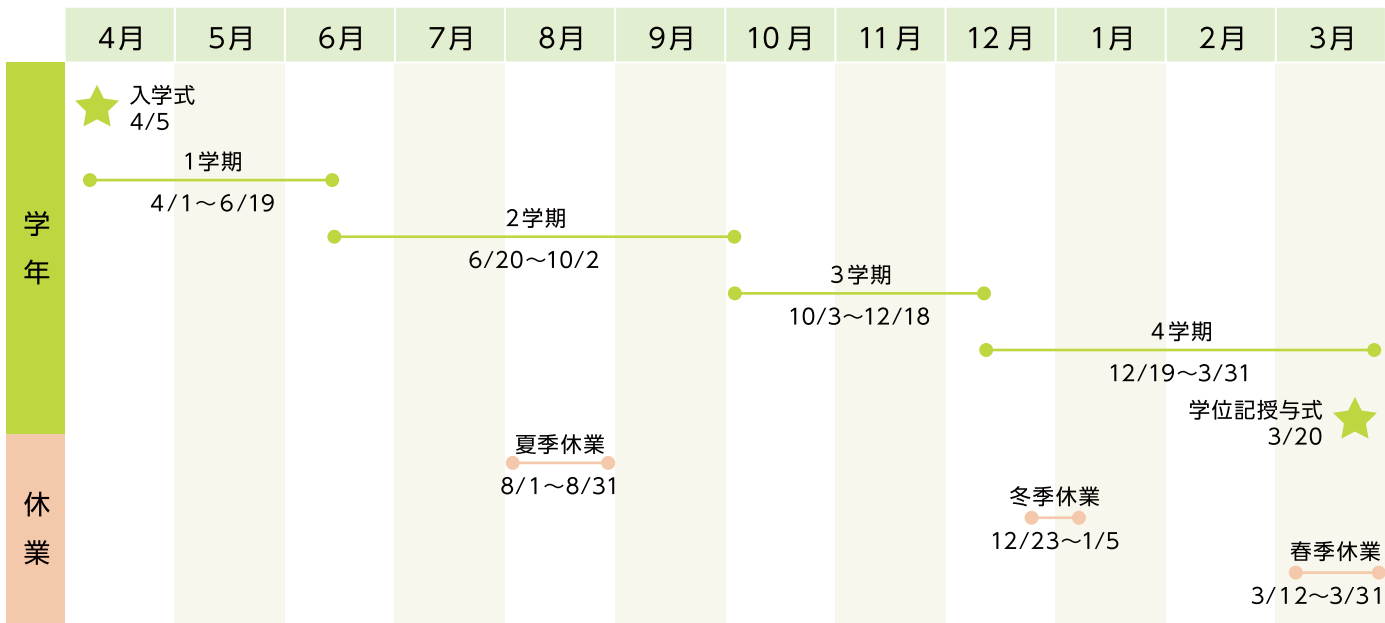 4月 5月 6月 7月 8月 9月 10月 11月 12月 1月 2月 3月
学年
入学式
4/5
1学期
4/1～6/19
2学期
6/20～10/2
3学期
10/3～12/18
4学期
12/19～3/31
学位記授与式
3/20
休業
夏季休業
8/1～8/31
冬季休業
12/23～1/5
春季休業
3/12～3/31